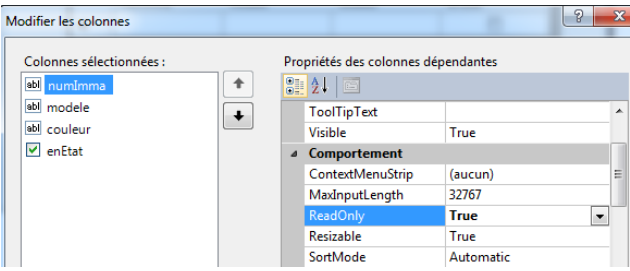 Modifier les colonnes
Colonnes sélectionnées :
abl numImma
abl modele
abl couleur
enEtat
Propriétés des colonnes dépendantes
ToolTipText
Visible True
Comportement
ContextMenuStrip (aucun)
MaxInputLength 32767
ReadOnly True
Resizable True
SortMode Automatic